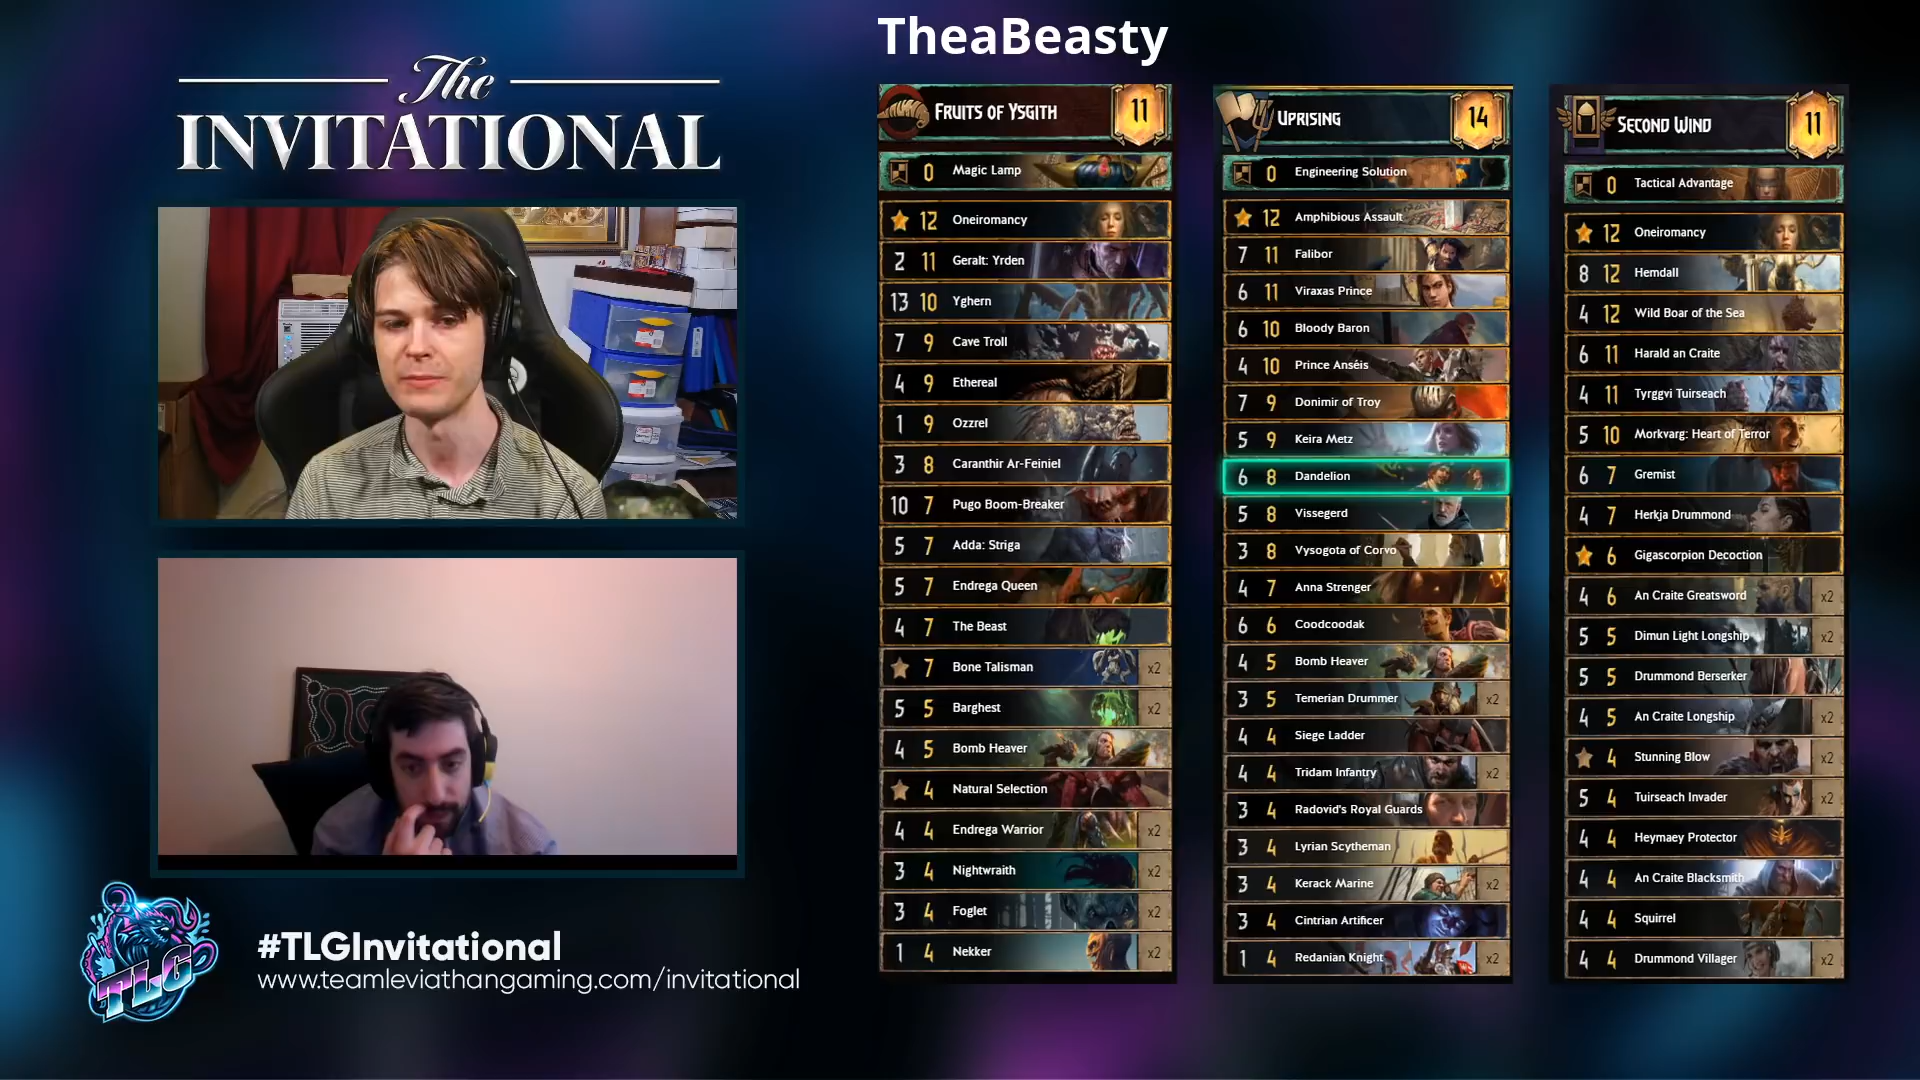 The
INVITATIONAL
TLG
#TLGInvitational
www.teamleviathangaming.com/invitational
TheaBeasty
FRUITS OF YSGITH 11
0 Magic Lamp
12 Oneiromancy
2 11 Geralt: Yrden
13 10 Yghern
7 9 Cave Troll
4 9 Ethereal
1 9 Ozzrel
3 8 Caranthir Ar-Feiniel
10 7 Pugo Boom-Breaker
5 7 Adda: Striga
5 7 Endrega Queen
4 7 The Beast
7 Bone Talisman x2
5 5 Barghest x2
4 5 Bomb Heaver
4 Natural Selection
4 4 Endrega Warrior x2
3 4 Nightwraith x2
3 4 Foglet x2
1 4 Nekker x2
UPRISING 14
0 Engineering Solution
12 Amphibious Assault
7 11 Falibor
6 11 Viraxas Prince
6 10 Bloody Baron
4 10 Prince Anséis
7 9 Donimir of Troy
5 9 Keira Metz
6 8 Dandelion
5 8 Vissegerd
3 8 Vysogota of Corvo
4 7 Anna Strenger
6 6 Coodcoodak
4 5 Bomb Heaver
3 5 Temerian Drummer x2
4 4 Siege Ladder
4 4 Tridam Infantry x2
3 4 Radovid's Royal Guards
3 4 Lyrian Scytheman
3 4 Kerack Marine x2
3 4 Cintrian Artificer
1 4 Redanian Knight x2
SECOND WIND 11
0 Tactical Advantage
12 Oneiromancy
8 12 Hemdall
4 12 Wild Boar of the Sea
6 11 Harald an Craite
4 11 Tyrggvi Tuirseach
5 10 Morkvarg: Heart of Terror
6 7 Gremist
4 7 Herkja Drummond
6 Gigascorpion Decoction
4 6 An Craite Greatsword x2
5 5 Dimun Light Longship x2
5 5 Drummond Berserker
4 5 An Craite Longship x2
4 Stunning Blow x2
5 4 Tuirseach Invader x2
4 4 Heymaey Protector
4 4 An Craite Blacksmith
4 4 Squirrel
4 4 Drummond Villager x2